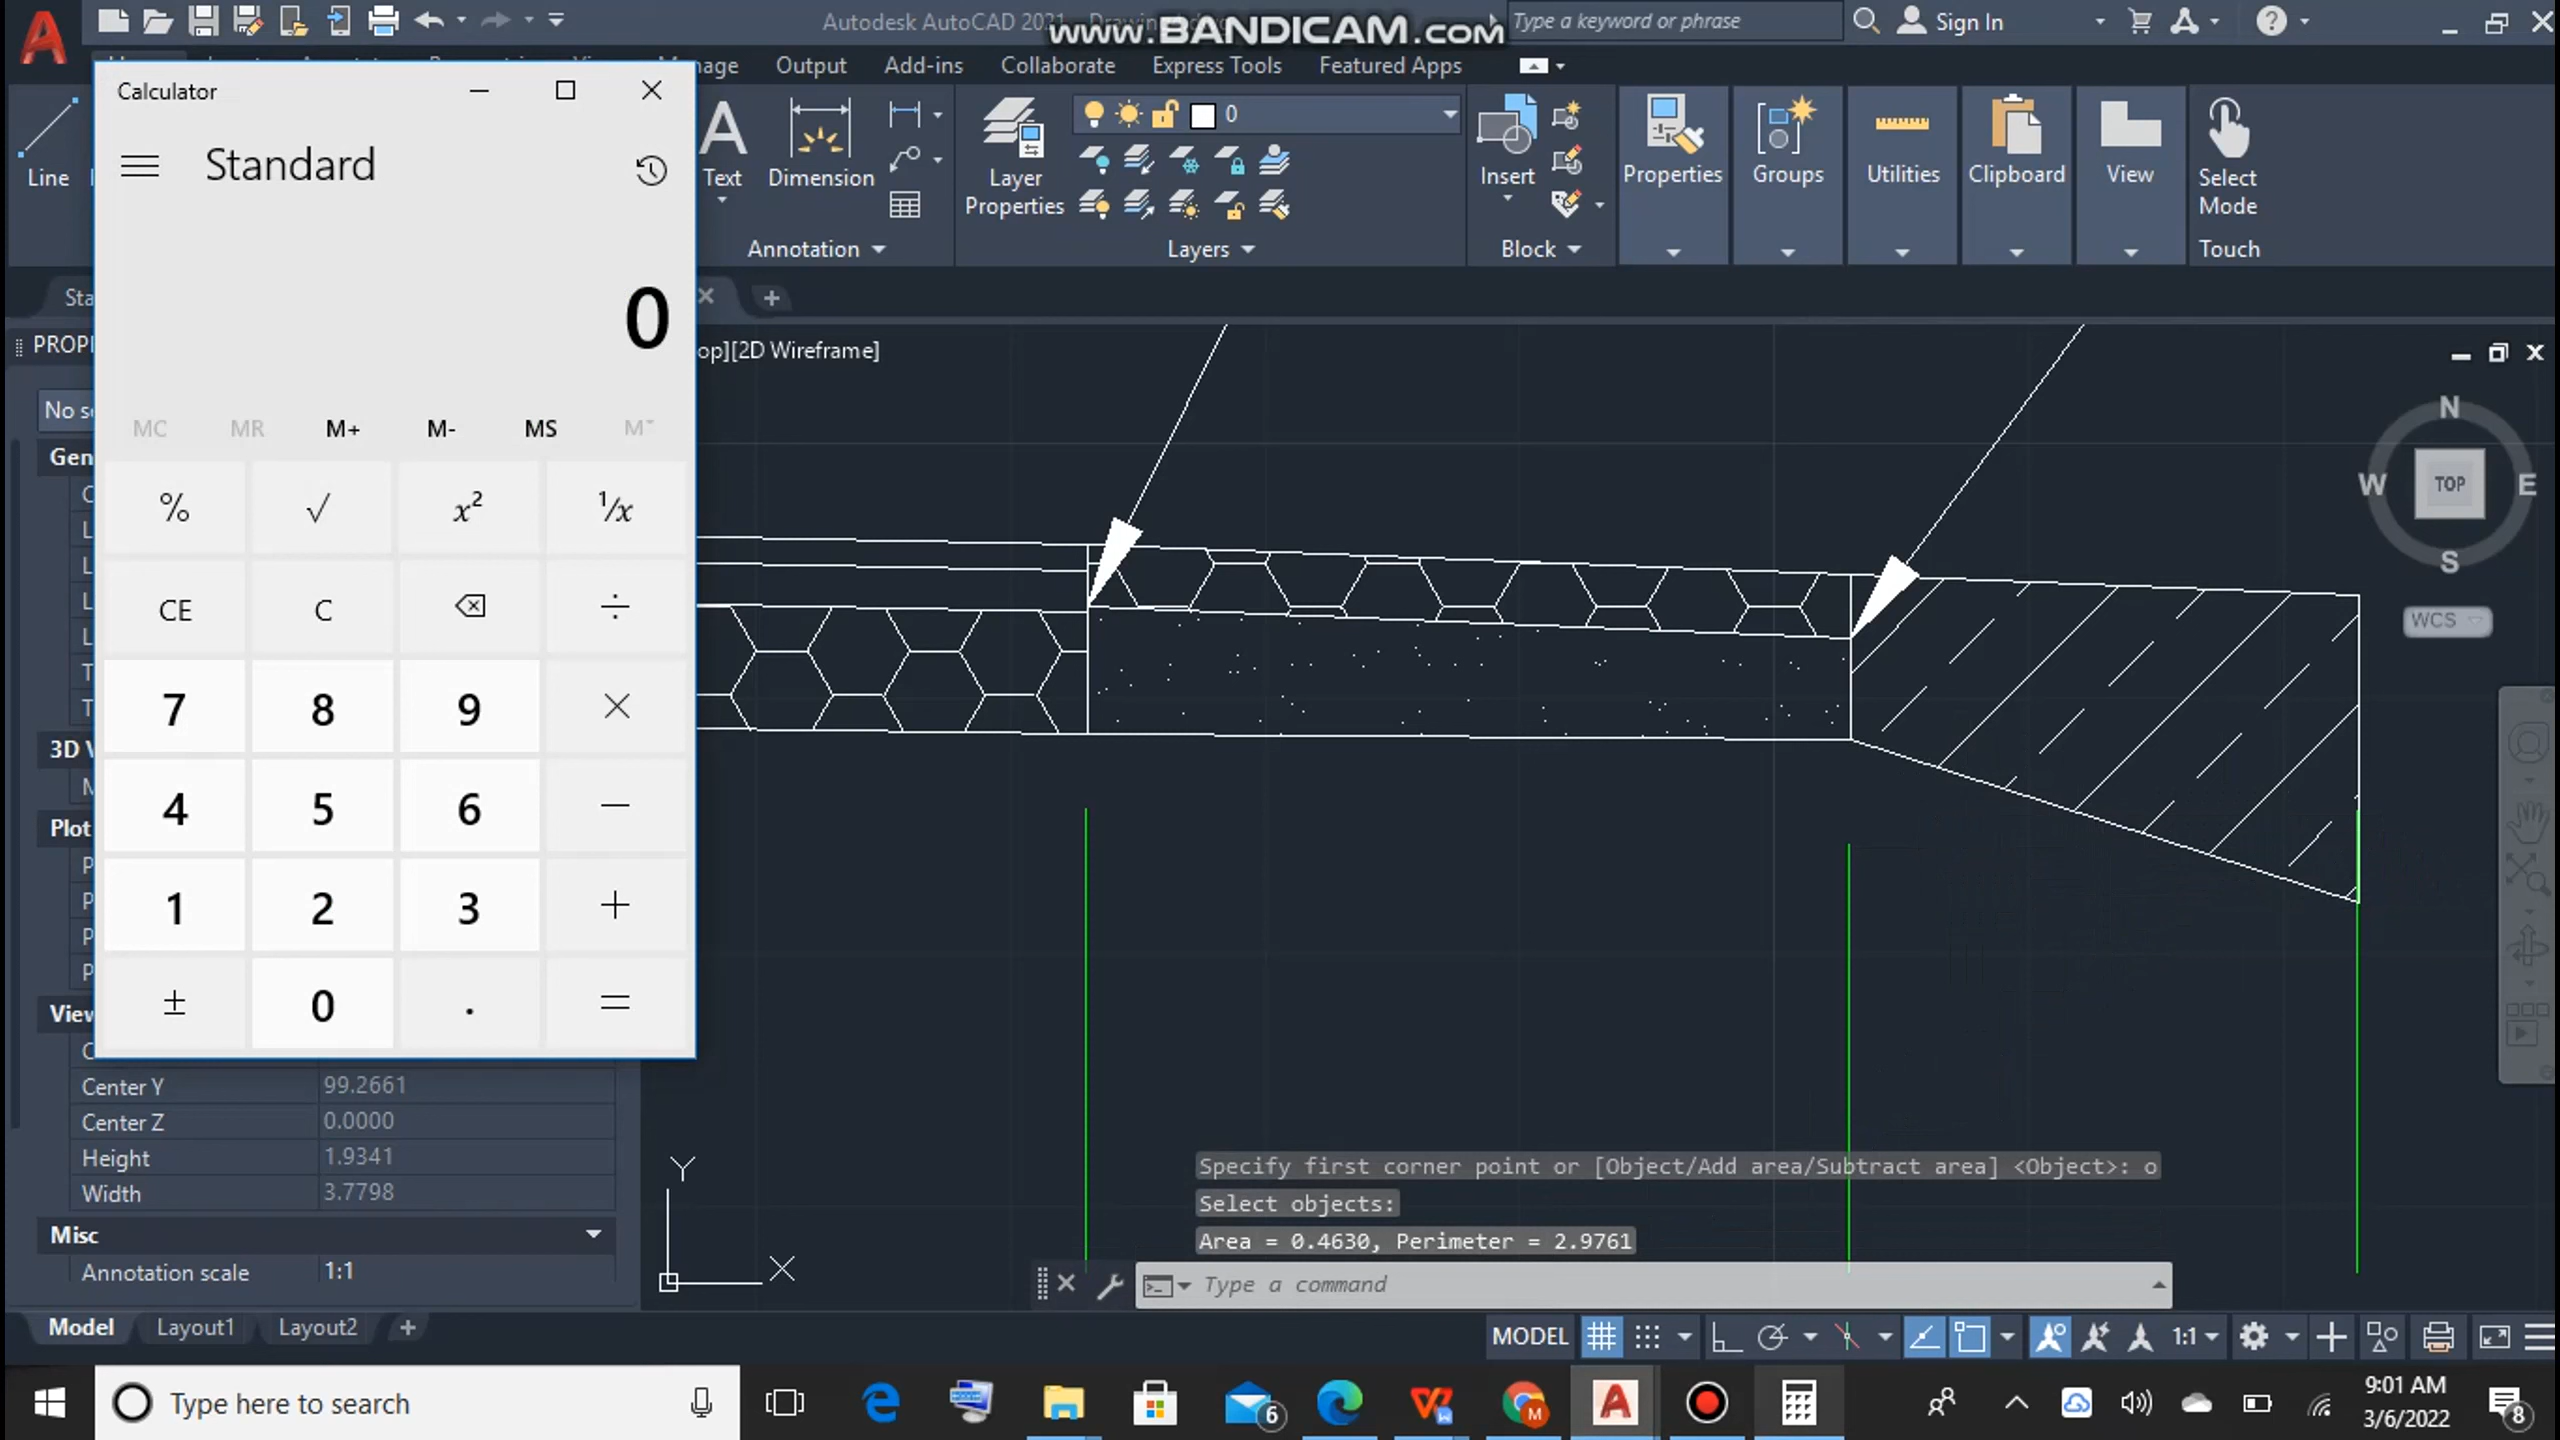 Autodesk AutoCAD 2021
www.BANDICAM.com
Type a keyword or phrase
Sign In
Output
Add-ins
Collaborate
Express Tools
Featured Apps
Calculator
Standard
0
MC MR M+ M- MS M˅
% √ x² ¹/x
CE C ⌫ ÷
7 8 9 ×
4 5 6 −
1 2 3 +
± 0 . =
Line
Text
Dimension
Annotation
Layer
Properties
0
Layers
Insert
Block
Properties
Groups
Utilities
Clipboard
View
Select
Mode
Touch
op][2D Wireframe]
N
W TOP E
S
WCS
Center Y 99.2661
Center Z 0.0000
Height 1.9341
Width 3.7798
Misc
Annotation scale 1:1
Y
X
Specify first corner point or [Object/Add area/Subtract area] <Object>: o
Select objects:
Area = 0.4630, Perimeter = 2.9761
Type a command
Model Layout1 Layout2 +
MODEL
1:1
Type here to search
6
M
9:01 AM
3/6/2022
8